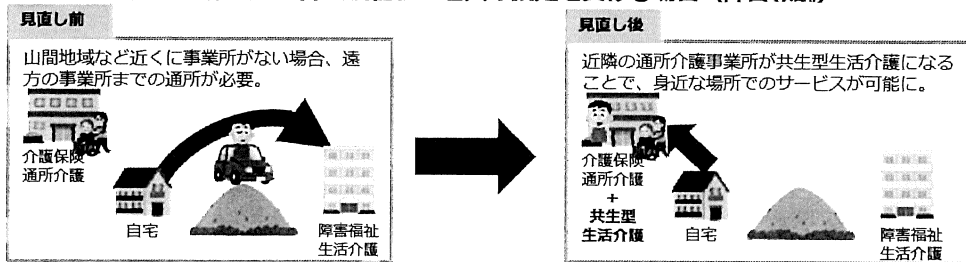 見直し前
山間地域など近くに事業所がない場合、遠
方の事業所までの通所が必要。
介護保険
通所介護
自宅
障害福祉
生活介護
見直し後
近隣の通所介護事業所が共生型生活介護になる
ことで、身近な場所でのサービスが可能に。
介護保険
通所介護
+
共生型
生活介護
自宅
障害福祉
生活介護